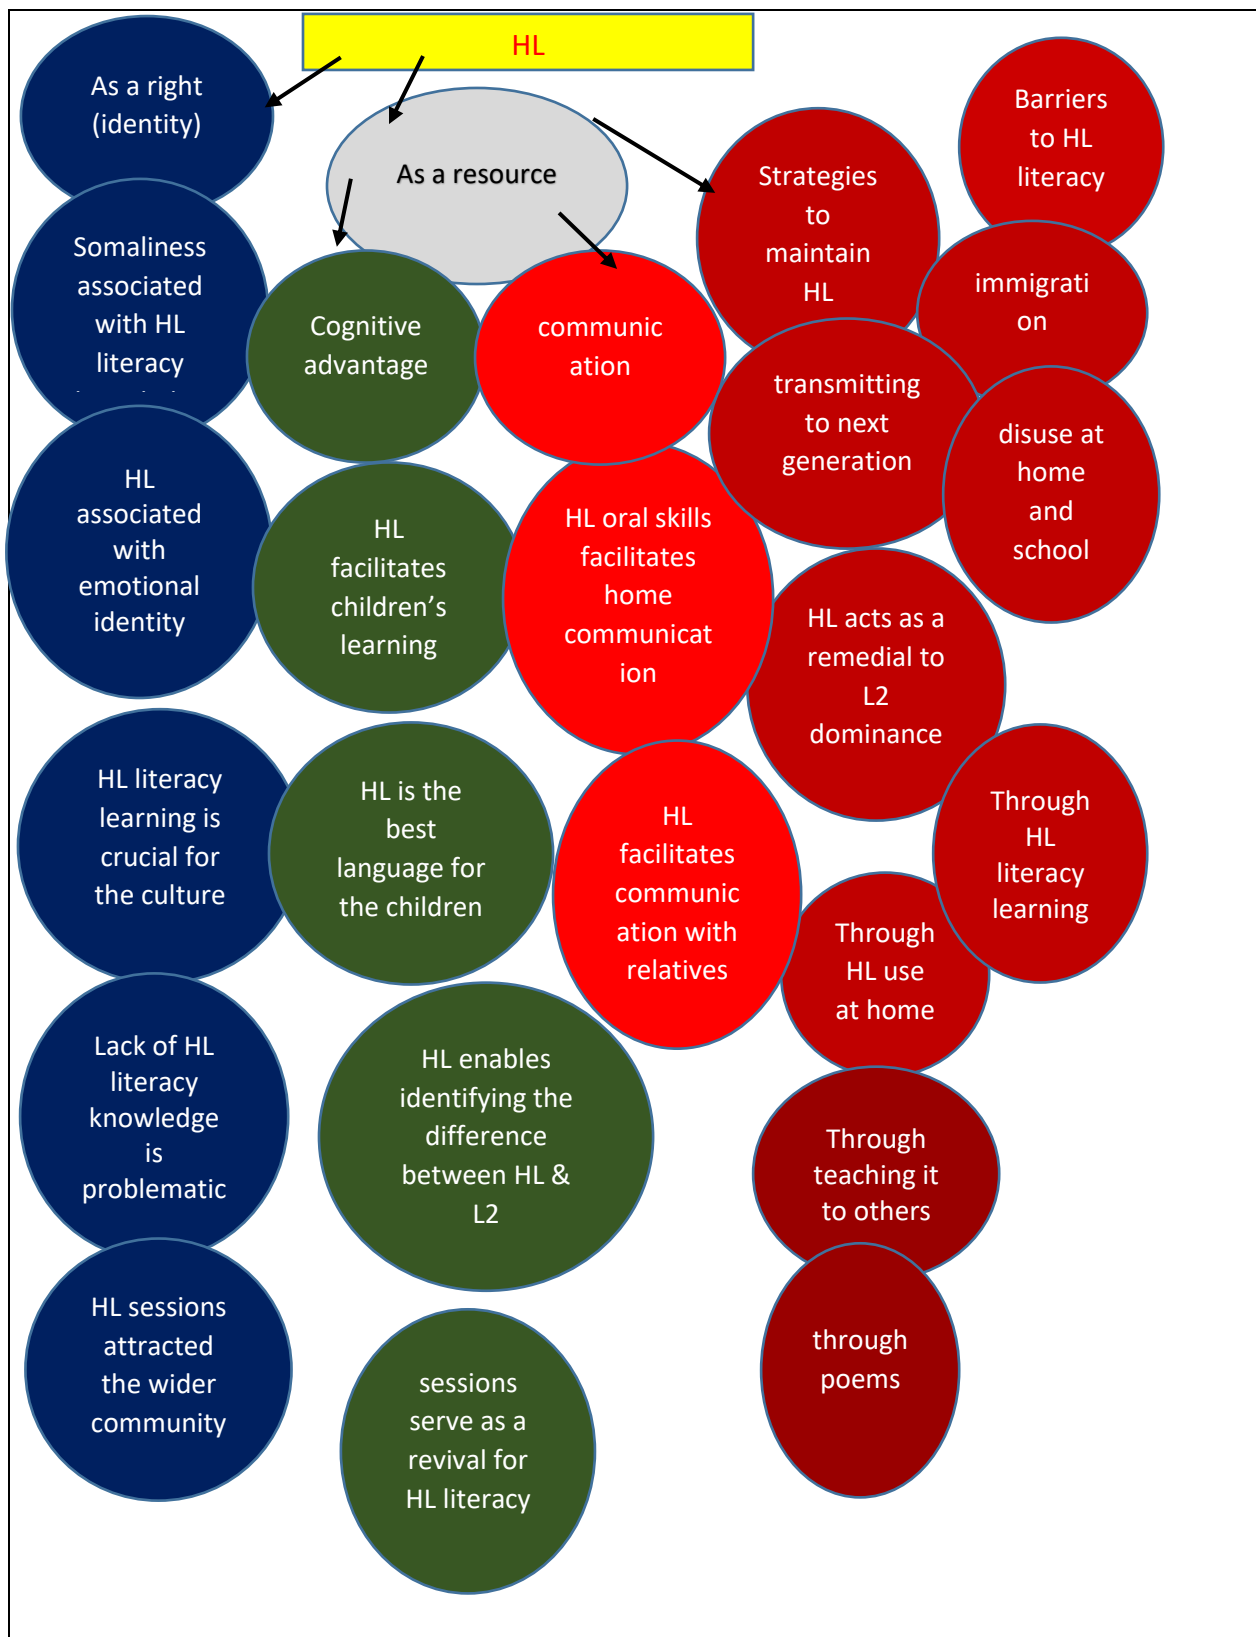 HL
As a right
(identity)
Somaliness
associated
with HL
literacy
HL
associated
with
emotional
identity
HL literacy
learning is
crucial for
the culture
Lack of HL
literacy
knowledge
is
problematic
HL sessions
attracted
the wider
community
As a resource
Cognitive
advantage
HL
facilitates
children’s
learning
HL is the
best
language for
the children
HL enables
identifying the
difference
between HL &
L2
sessions
serve as a
revival for
HL literacy
communic
ation
HL oral skills
facilitates
home
communicat
ion
HL
facilitates
communic
ation with
relatives
Strategies
to
maintain
HL
transmitting
to next
generation
HL acts as a
remedial to
L2
dominance
Through
HL use
at home
Through
teaching it
to others
through
poems
Barriers
to HL
literacy
immigrati
on
disuse at
home
and
school
Through
HL
literacy
learning